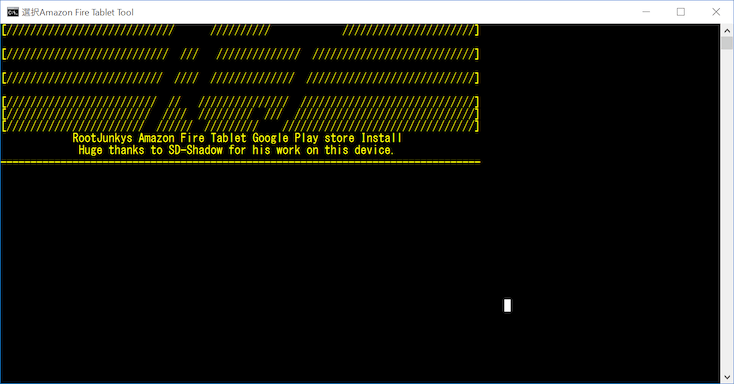 選択Amazon Fire Tablet Tool
[////////////////////////////      //////////            //////////////////////]
[///////////////////////////  ///   //////////////  ///////////////////////////]
[//////////////////////////  ////  //////////////  ////////////////////////////]
[/////////////////////////  //   ///////////////  /////////////////////////////]
[////////////////////////  ////  /////////  ///  //////////////////////////////]
[///////////////////////  //////  /////////    ////////////////////////////////]
RootJunkys Amazon Fire Tablet Google Play store Install
Huge thanks to SD-Shadow for his work on this device.
--------------------------------------------------------------------------------